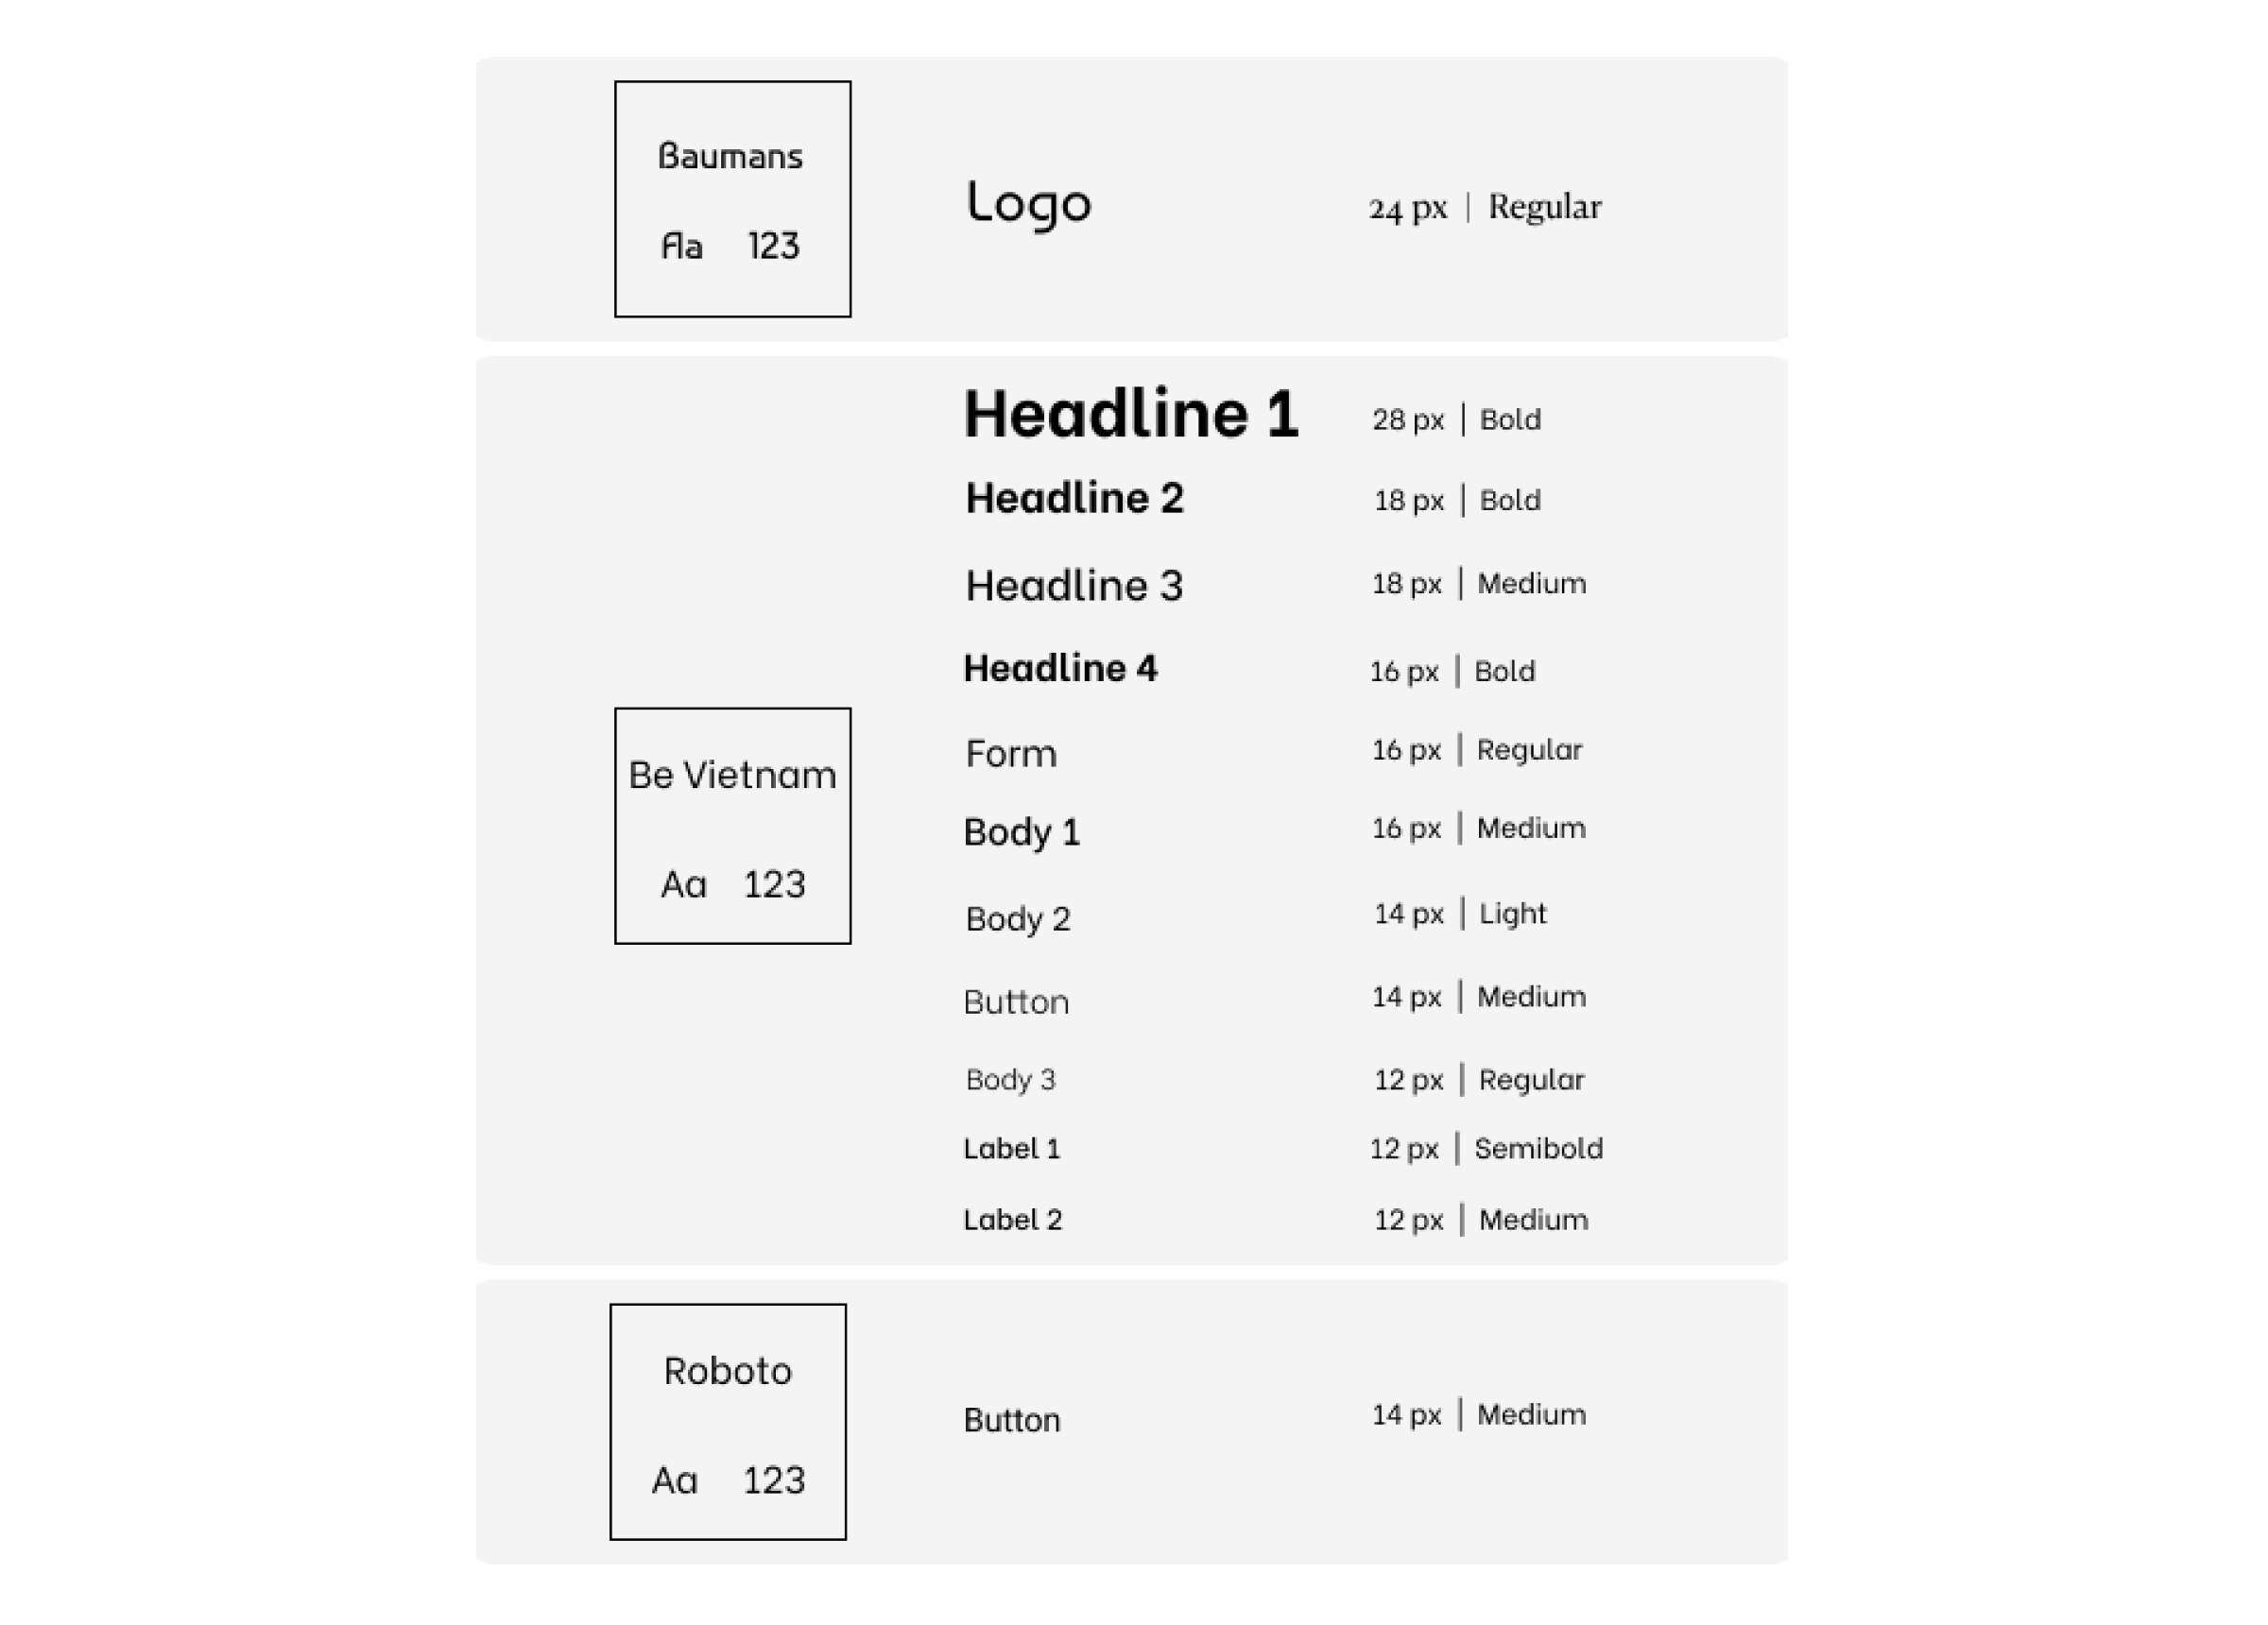 Baumans
Aa 123
Logo
24 px | Regular
Headline 1
28 px | Bold
Headline 2
18 px | Bold
Headline 3
18 px | Medium
Headline 4
16 px | Bold
Be Vietnam
Aa 123
Form
16 px | Regular
Body 1
16 px | Medium
Body 2
14 px | Light
Button
14 px | Medium
Body 3
12 px | Regular
Label 1
12 px | Semibold
Label 2
12 px | Medium
Roboto
Aa 123
Button
14 px | Medium